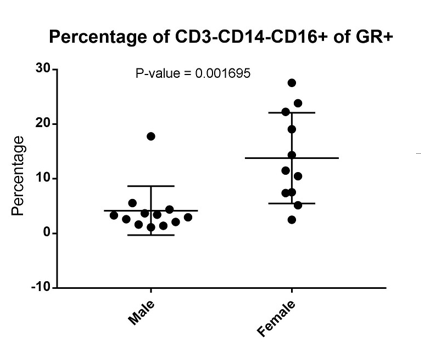 Percentage of CD3-CD14-CD16+ of GR+
P-value = 0.001695
30
20
10
0
-10
Percentage
Male
Female